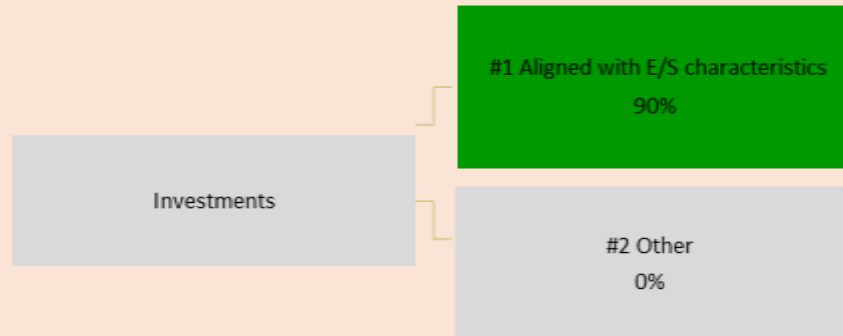 #1 Aligned with E/S characteristics
90%
Investments
#2 Other
0%